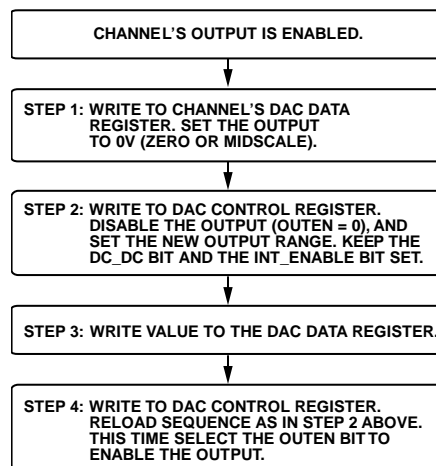 CHANNEL'S OUTPUT IS ENABLED.
STEP 1: WRITE TO CHANNEL'S DAC DATA
REGISTER. SET THE OUTPUT
TO 0V (ZERO OR MIDSCALE).
STEP 2: WRITE TO DAC CONTROL REGISTER.
DISABLE THE OUTPUT (OUTEN = 0), AND
SET THE NEW OUTPUT RANGE. KEEP THE
DC_DC BIT AND THE INT_ENABLE BIT SET.
STEP 3: WRITE VALUE TO THE DAC DATA REGISTER.
STEP 4: WRITE TO DAC CONTROL REGISTER.
RELOAD SEQUENCE AS IN STEP 2 ABOVE.
THIS TIME SELECT THE OUTEN BIT TO
ENABLE THE OUTPUT.